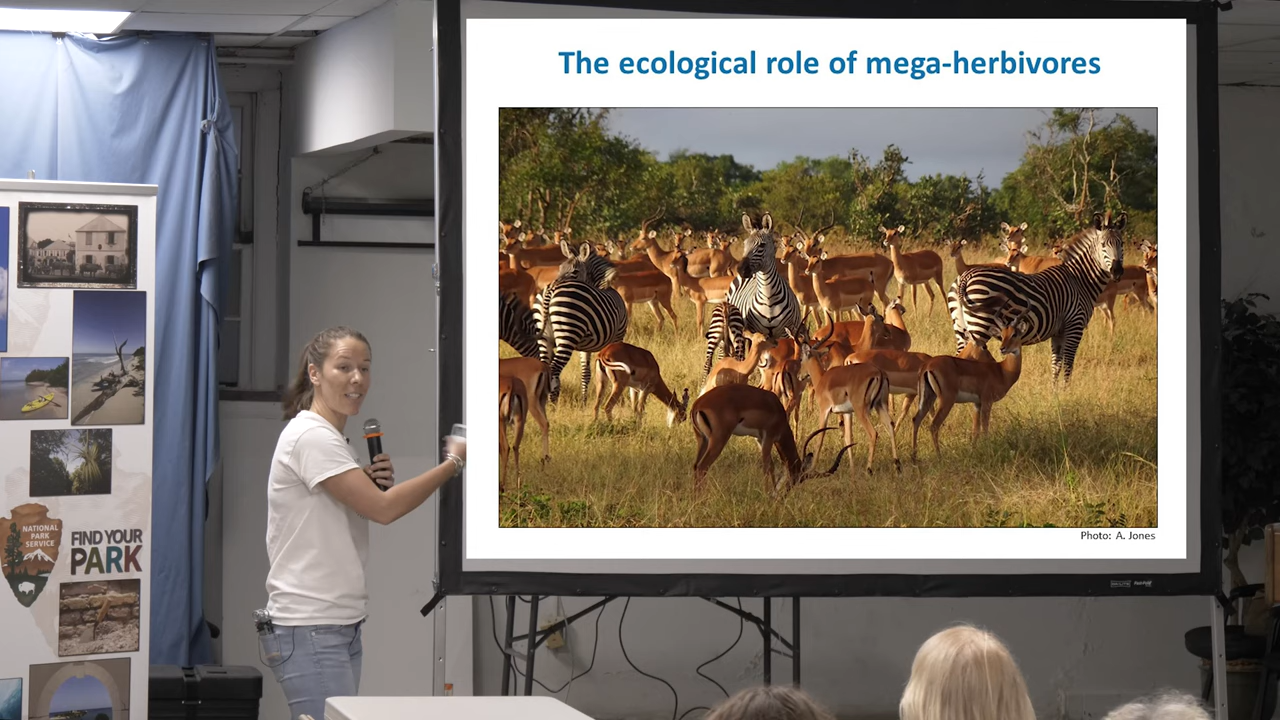 The ecological role of mega-herbivores
Photo: A. Jones
NATIONAL
PARK
SERVICE
FIND YOUR
PARK